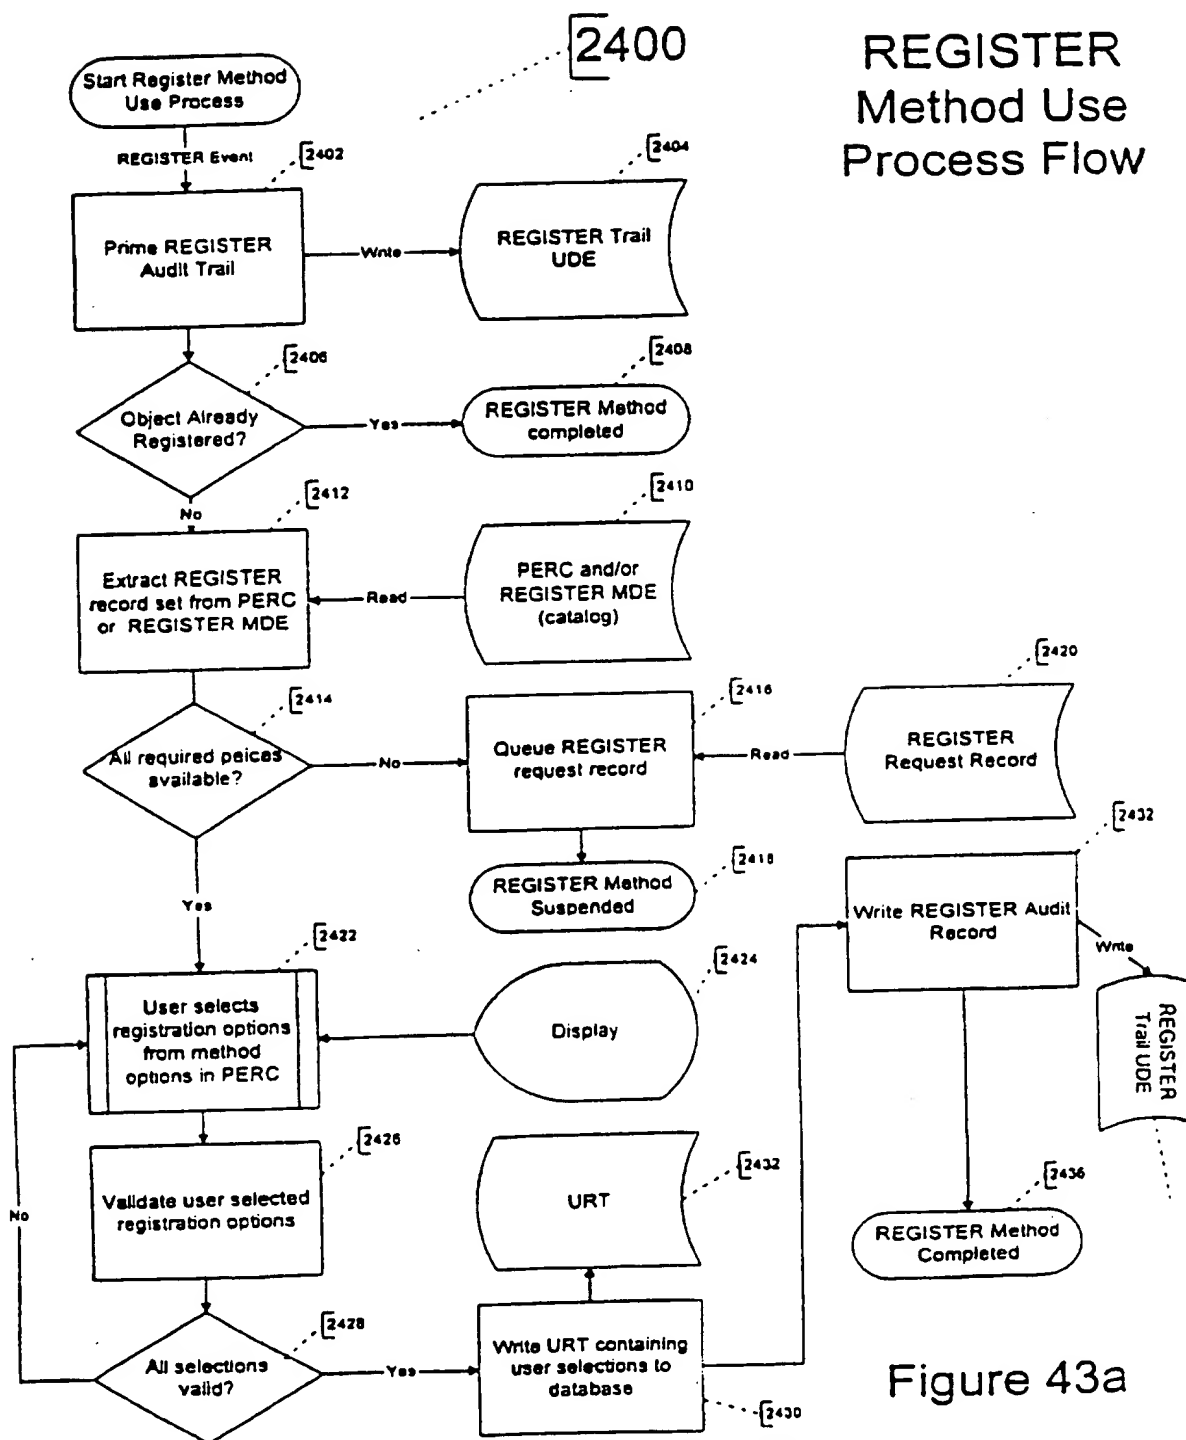 2400
REGISTER
Method Use
Process Flow
Start Register Method
Use Process
REGISTER Event
2402
2404
Prime REGISTER
Audit Trail
Write
REGISTER Trail
UDE
2406
2408
Object Already
Registered?
Yes
REGISTER Method
completed
No
2412
2410
Extract REGISTER
record set from PERC
or REGISTER MDE
Read
PERC and/or
REGISTER MDE
(catalog)
2414
2416
2420
All required peices
available?
No
Queue REGISTER
request record
Read
REGISTER
Request Record
2418
REGISTER Method
Suspended
2432
Write REGISTER Audit
Record
Write
REGISTER
Trail UDE
Yes
2422
2424
User selects
registration options
from method
options in PERC
Display
No
2426
Validate user selected
registration options
2432
URT
2436
REGISTER Method
Completed
2428
All selections
valid?
Yes
Write URT containing
user selections to
database
2430
Figure 43a